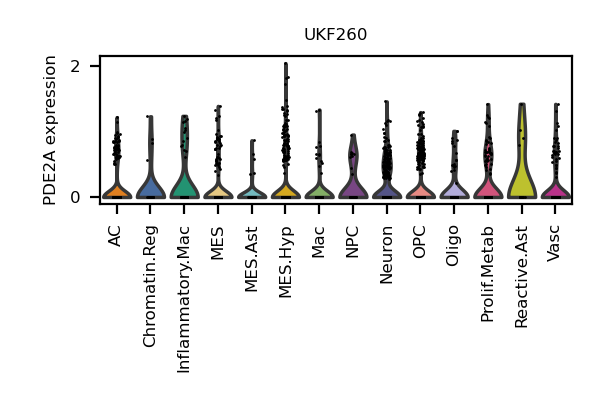 UKF260
PDE2A expression
2
0
AC
Chromatin.Reg
Inflammatory.Mac
MES
MES.Ast
MES.Hyp
Mac
NPC
Neuron
OPC
Oligo
Prolif.Metab
Reactive.Ast
Vasc